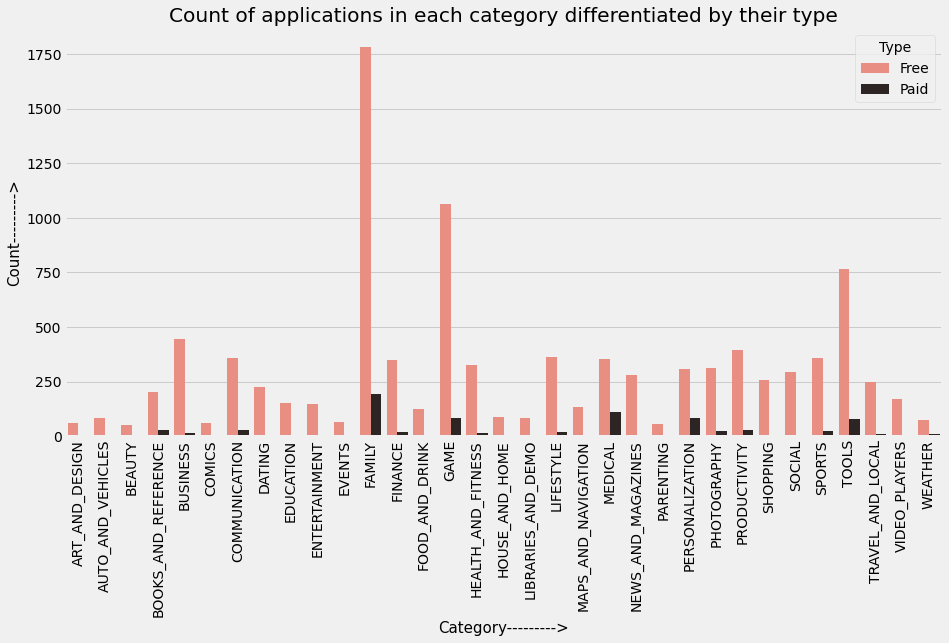 Count of applications in each category differentiated by their type
Type
Free
Paid
Count--------->
1750
1500
1250
1000
750
500
250
0
ART_AND_DESIGN
AUTO_AND_VEHICLES
BEAUTY
BOOKS_AND_REFERENCE
BUSINESS
COMICS
COMMUNICATION
DATING
EDUCATION
ENTERTAINMENT
EVENTS
FAMILY
FINANCE
FOOD_AND_DRINK
GAME
HEALTH_AND_FITNESS
HOUSE_AND_HOME
LIBRARIES_AND_DEMO
LIFESTYLE
MAPS_AND_NAVIGATION
MEDICAL
NEWS_AND_MAGAZINES
PARENTING
PERSONALIZATION
PHOTOGRAPHY
PRODUCTIVITY
SHOPPING
SOCIAL
SPORTS
TOOLS
TRAVEL_AND_LOCAL
VIDEO_PLAYERS
WEATHER
Category--------->